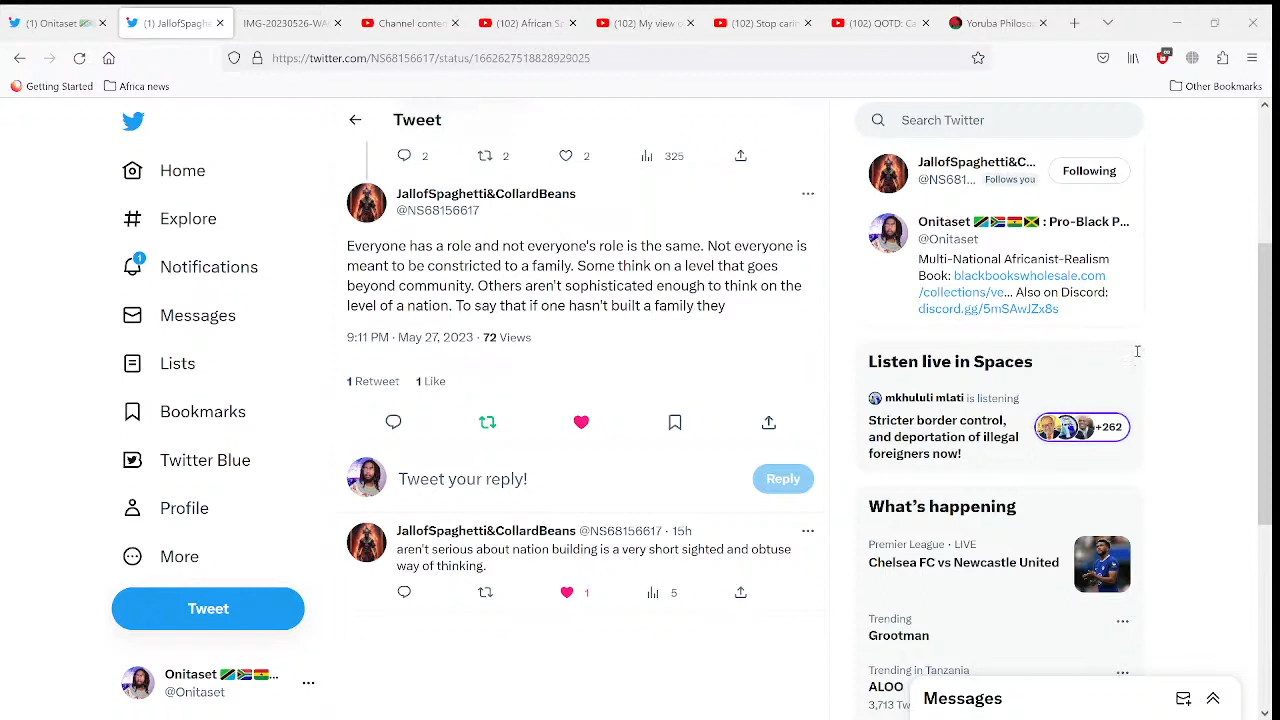 (1) Onitaset
(1) JallofSpaghe
IMG-20230526-WA
Channel conten
(102) African S
(102) My view o
(102) Stop carin
(102) QOTD: Ca
Yoruba Philoso
https://twitter.com/NS68156617/status/1662627518828929025
Getting Started
Africa news
Other Bookmarks
Home
Explore
1
Notifications
Messages
Lists
Bookmarks
Twitter Blue
Profile
More
Tweet
Onitaset
@Onitaset
Tweet
2
2
2
325
JallofSpaghetti&CollardBeans
@NS68156617
Everyone has a role and not everyone's role is the same. Not everyone is
meant to be constricted to a family. Some think on a level that goes
beyond community. Others aren't sophisticated enough to think on the
level of a nation. To say that if one hasn't built a family they
9:11 PM · May 27, 2023 · 72 Views
1 Retweet 1 Like
Tweet your reply!
Reply
JallofSpaghetti&CollardBeans @NS68156617 · 15h
aren't serious about nation building is a very short sighted and obtuse
way of thinking.
1
5
Search Twitter
JallofSpaghetti&C...
@NS681... Follows you
Following
Onitaset : Pro-Black P...
@Onitaset
Multi-National Africanist-Realism
Book: blackbookswholesale.com
/collections/ve... Also on Discord:
discord.gg/5mSAwJZx8s
Listen live in Spaces
mkhululi mlati is listening
Stricter border control,
and deportation of illegal
foreigners now!
+262
What's happening
Premier League · LIVE
Chelsea FC vs Newcastle United
Trending
Grootman
Trending in Tanzania
ALOO
3,713 Tw
Messages